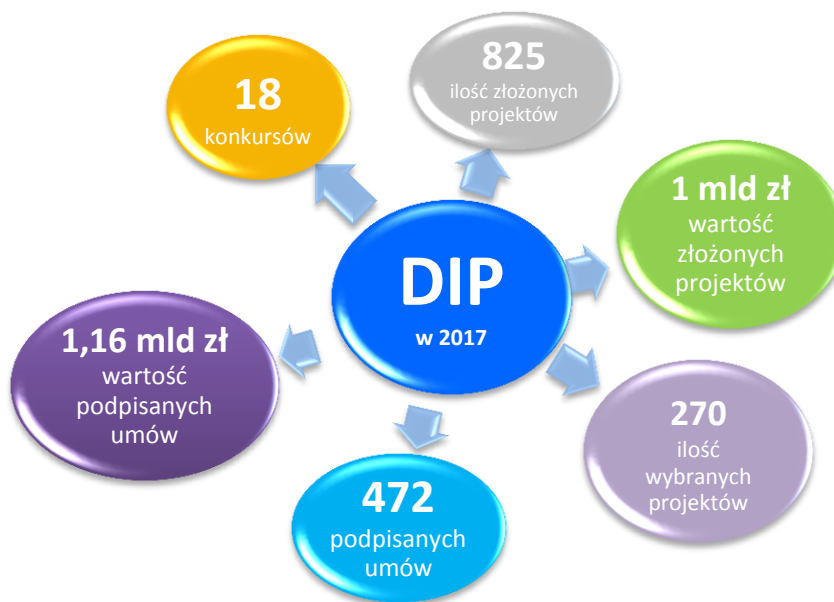 825
ilość złożonych
projektów
18
konkursów
1 mld zł
wartość
złożonych
projektów
DIP
w 2017
1,16 mld zł
wartość
podpisanych
umów
270
ilość
wybranych
projektów
472
podpisanych
umów